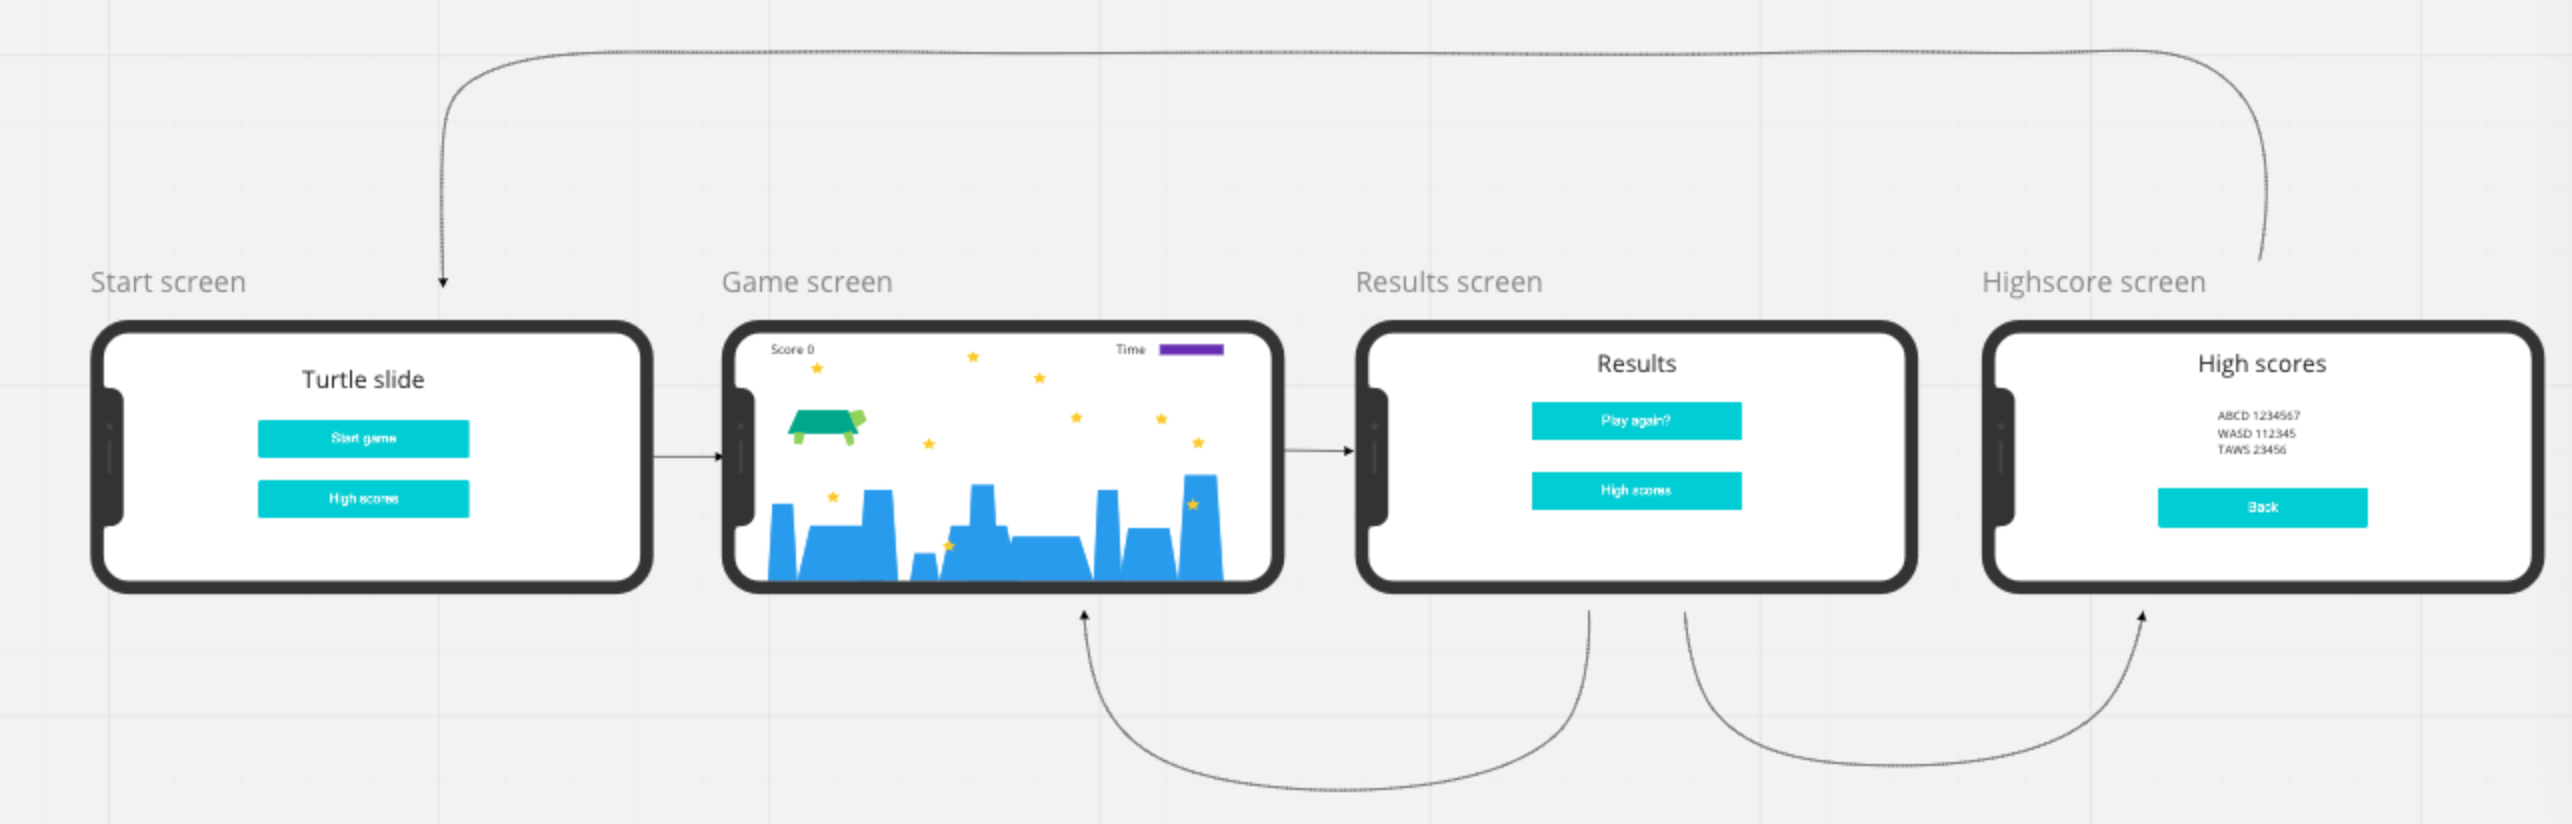 Start screen
Turtle slide
Start game
High scores
Game screen
Score 0
Time
Results screen
Results
Play again?
High scores
Highscore screen
High scores
ABCD 1234567
WASD 112345
TAWS 23456
Back